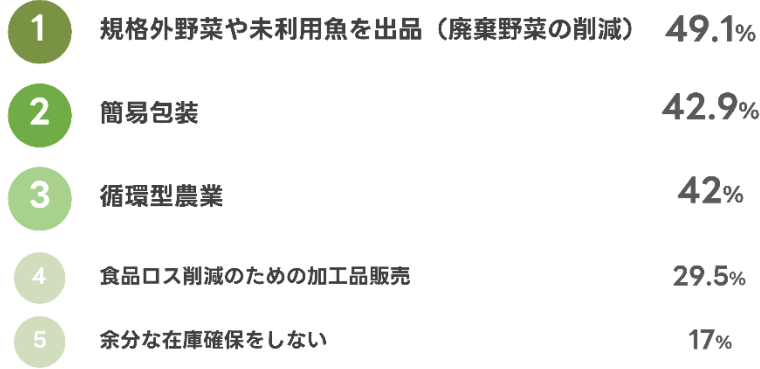 1 規格外野菜や未利用魚を出品（廃棄野菜の削減） 49.1%
2 簡易包装 42.9%
3 循環型農業 42%
4 食品ロス削減のための加工品販売 29.5%
5 余分な在庫確保をしない 17%